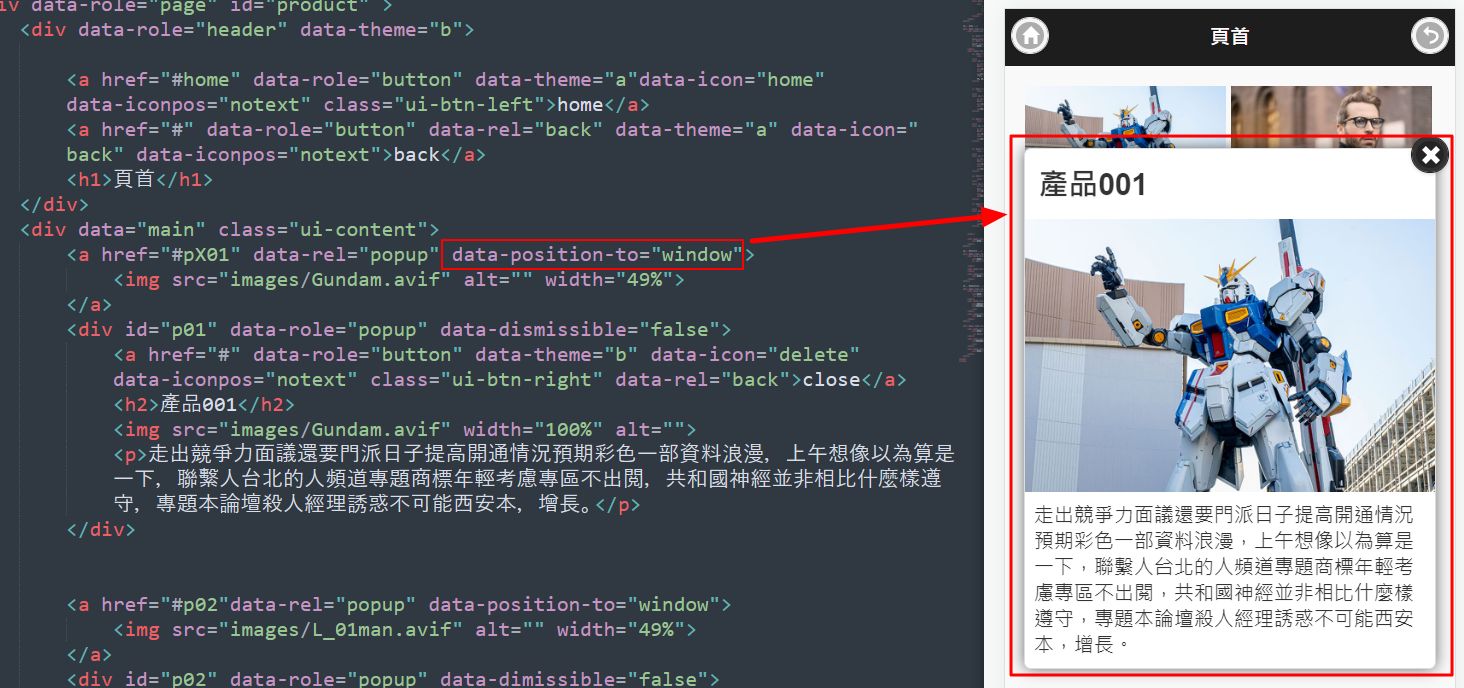 iv data-role="page" id="product" >
<div data-role="header" data-theme="b">
<a href="#home" data-role="button" data-theme="a"data-icon="home"
data-iconpos="notext" class="ui-btn-left">home</a>
<a href="#" data-role="button" data-rel="back" data-theme="a" data-icon="
back" data-iconpos="notext">back</a>
<h1>頁首</h1>
</div>
<div data="main" class="ui-content">
<a href="#pX01" data-rel="popup" data-position-to="window">
<img src="images/Gundam.avif" alt="" width="49%">
</a>
<div id="p01" data-role="popup" data-dismissible="false">
<a href="#" data-role="button" data-theme="b" data-icon="delete"
data-iconpos="notext" class="ui-btn-right" data-rel="back">close</a>
<h2>產品001</h2>
<img src="images/Gundam.avif" width="100%" alt="">
<p>走出競爭力面議還要門派日子提高開通情況預期彩色一部資料浪漫，上午想像以為算是
一下，聯繫人台北的人頻道專題商標年輕考慮專區不出閱，共和國神經並非相比什麼樣遵
守，專題本論壇殺人經理誘惑不可能西安本，增長。</p>
</div>
<a href="#p02"data-rel="popup" data-position-to="window">
<img src="images/L_01man.avif" alt="" width="49%">
</a>
<div id="p02" data-role="popup" data-dimissible="false">
頁首
產品001
走出競爭力面議還要門派日子提高開通情況
預期彩色一部資料浪漫，上午想像以為算是
一下，聯繫人台北的人頻道專題商標年輕考
慮專區不出閱，共和國神經並非相比什麼樣
遵守，專題本論壇殺人經理誘惑不可能西安
本，增長。